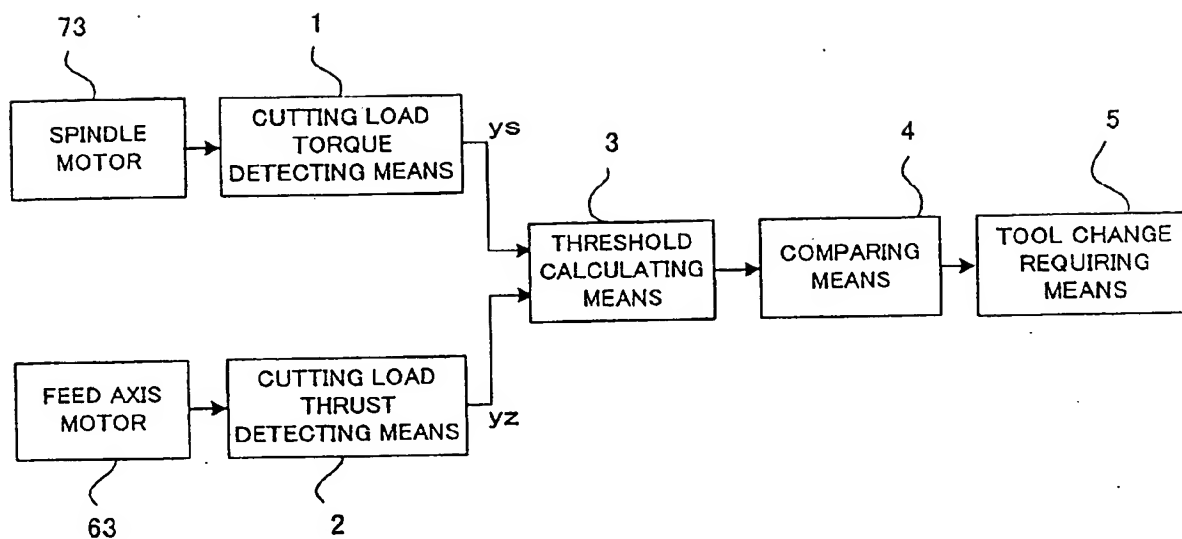 73
1
SPINDLE
MOTOR
CUTTING LOAD
TORQUE
DETECTING MEANS
ys
3
4
5
THRESHOLD
CALCULATING
MEANS
COMPARING
MEANS
TOOL CHANGE
REQUIRING
MEANS
FEED AXIS
MOTOR
CUTTING LOAD
THRUST
DETECTING MEANS
yz
63
2